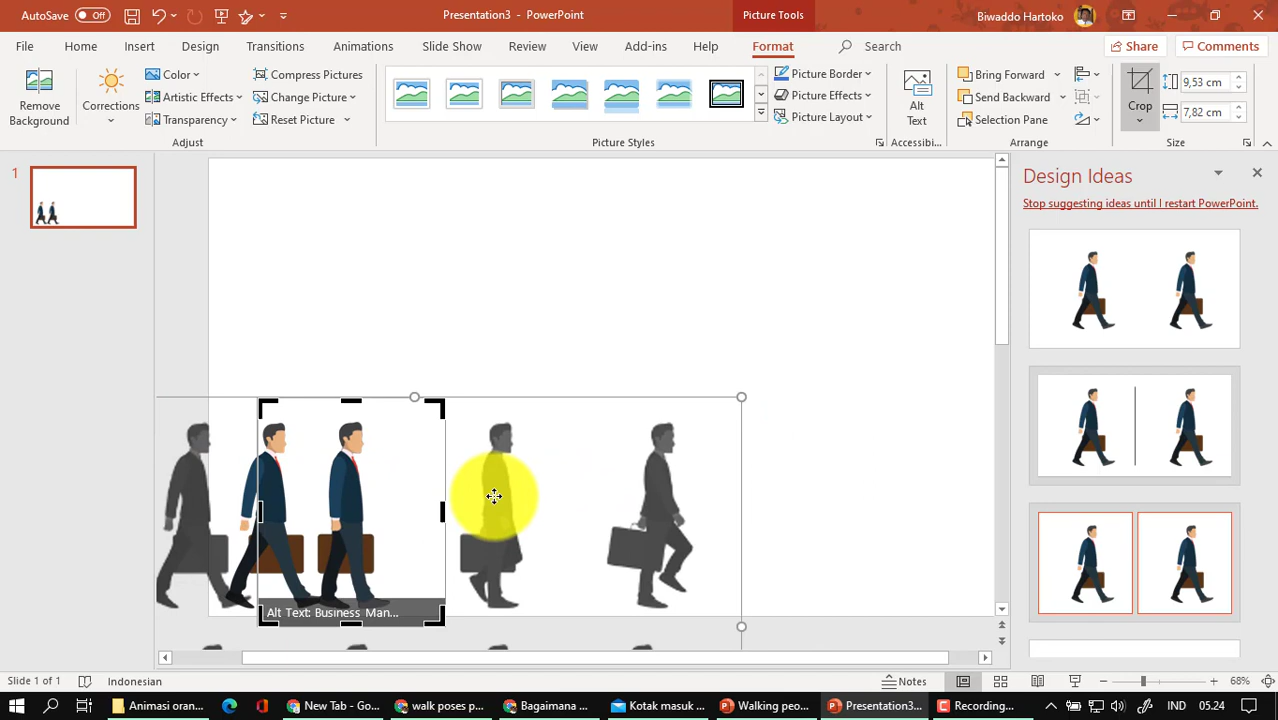 AutoSave Off
Presentation3 - PowerPoint
Picture Tools
Biwaddo Hartoko
File Home Insert Design Transitions Animations Slide Show Review View Add-ins Help Format Search Share Comments
Remove Background
Corrections
Color
Artistic Effects
Transparency
Compress Pictures
Change Picture
Reset Picture
Adjust
Picture Styles
Picture Border
Picture Effects
Picture Layout
Alt Text
Accessibi...
Bring Forward
Send Backward
Selection Pane
Arrange
Crop
9,53 cm
7,82 cm
Size
1
Alt Text: Business Man...
Design Ideas
Stop suggesting ideas until I restart PowerPoint.
Slide 1 of 1
Indonesian
Notes
68%
Animasi oran...
New Tab - Go...
walk poses p...
Bagaimana ...
Kotak masuk ...
Walking peo...
Presentation3...
Recording...
IND
05.24